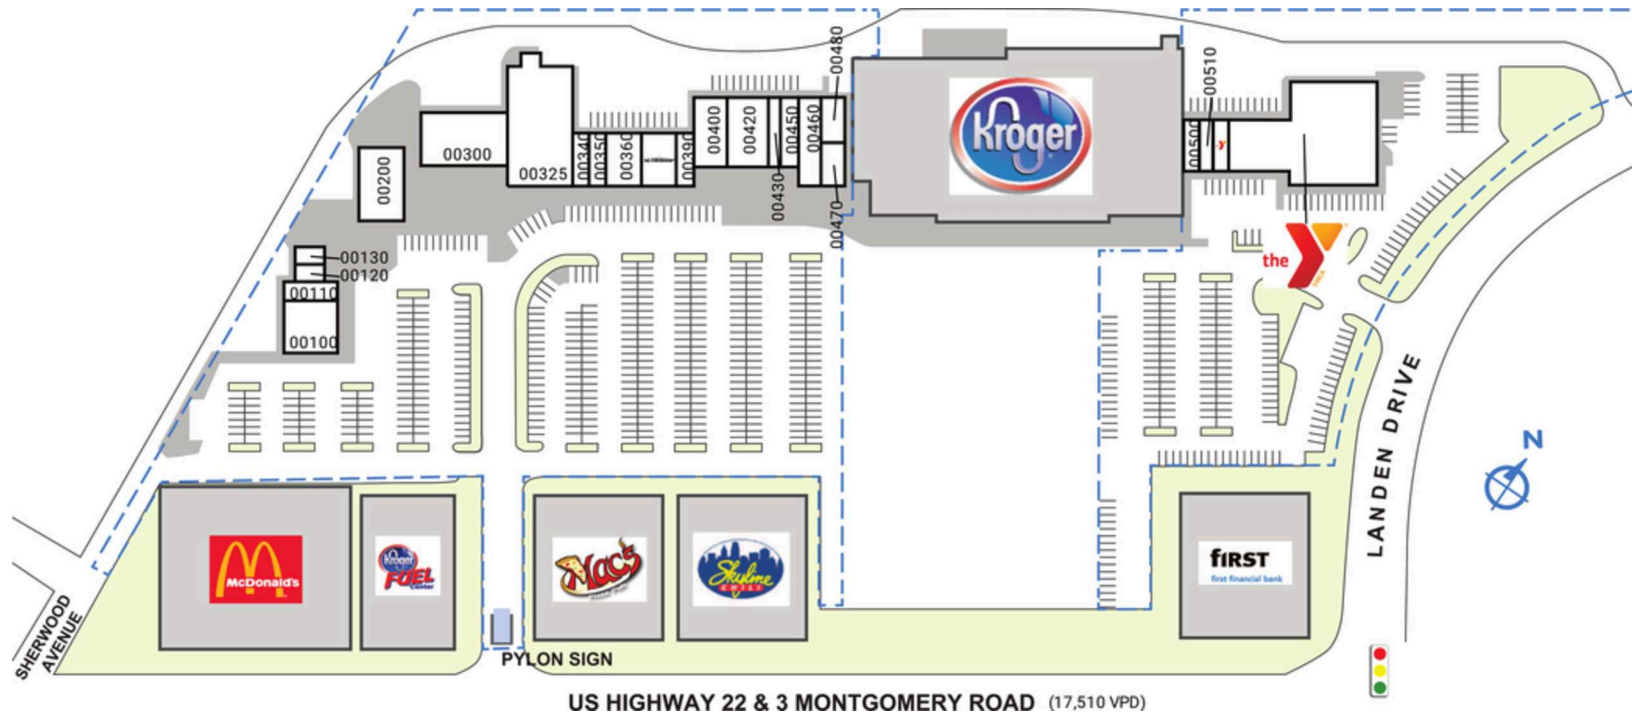 00480
00510
Kroger
00400
00420
00450
00460
00300
00325
00340
00350
00360
00390
00430
00470
00500
00200
00130
00120
00110
00100
the
YMCA
LANDEN DRIVE
N
McDonald's
Kroger
FUEL
Center
Mac's
Skyline
CHILI
fIRST
first financial bank
SHERWOOD
AVENUE
PYLON SIGN
US HIGHWAY 22 & 3 MONTGOMERY ROAD (17,510 VPD)